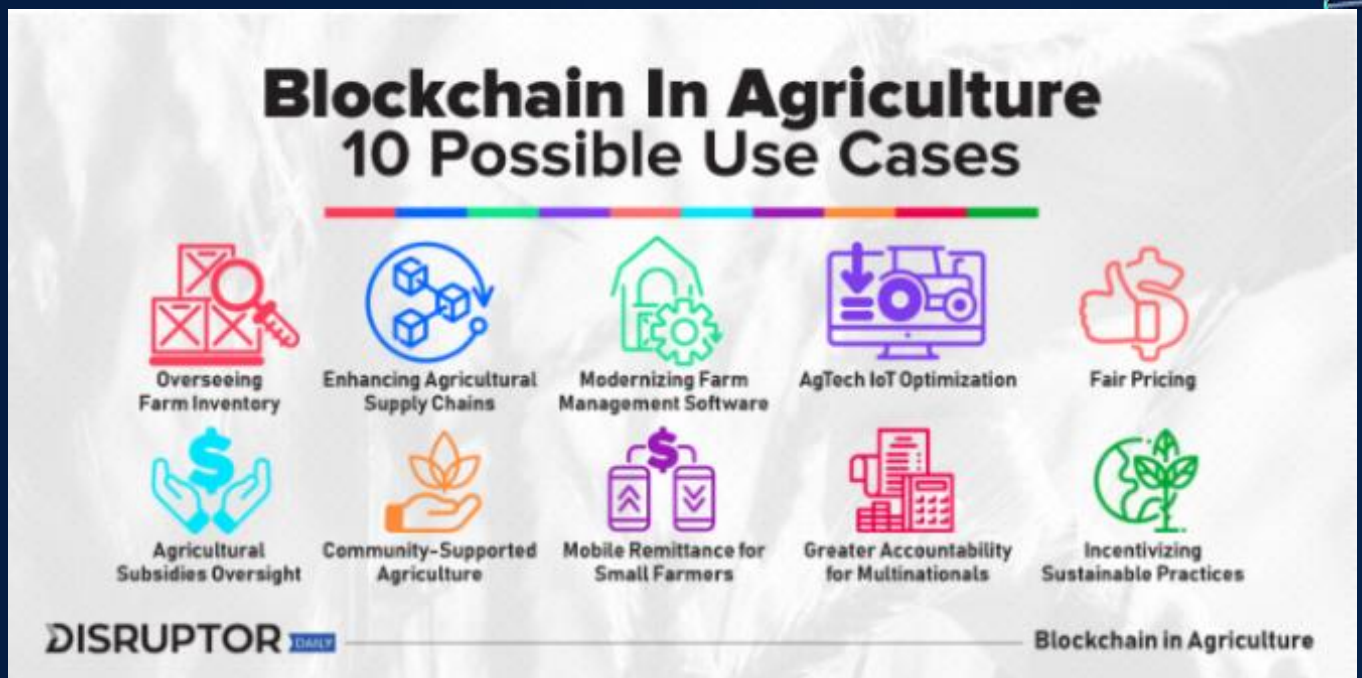 Blockchain In Agriculture
10 Possible Use Cases
Overseeing
Farm Inventory
Enhancing Agricultural
Supply Chains
Modernizing Farm
Management Software
AgTech IoT Optimization
Fair Pricing
Agricultural
Subsidies Oversight
Community-Supported
Agriculture
Mobile Remittance for
Small Farmers
Greater Accountability
for Multinationals
Incentivizing
Sustainable Practices
DISRUPTOR DAILY
Blockchain in Agriculture